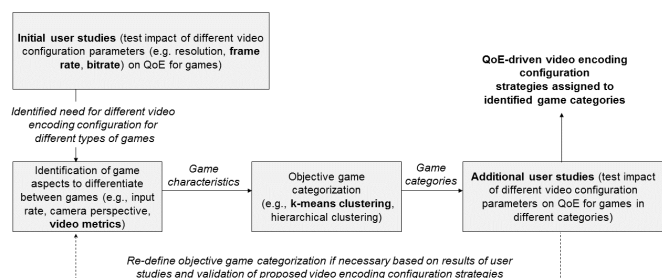 Initial user studies (test impact of different video
configuration parameters (e.g. resolution, frame
rate, bitrate) on QoE for games)
QoE-driven video encoding
configuration
strategies assigned to
identified game categories
Identified need for different video
encoding configuration for
different types of games
Identification of game
aspects to differentiate
between games (e.g., input
rate, camera perspective,
video metrics)
Game
characteristics
Objective game
categorization
(e.g., k-means clustering,
hierarchical clustering)
Game
categories
Additional user studies (test impact
of different video configuration
parameters on QoE for games in
different categories)
Re-define objective game categorization if necessary based on results of user
studies and validation of proposed video encoding configuration strategies